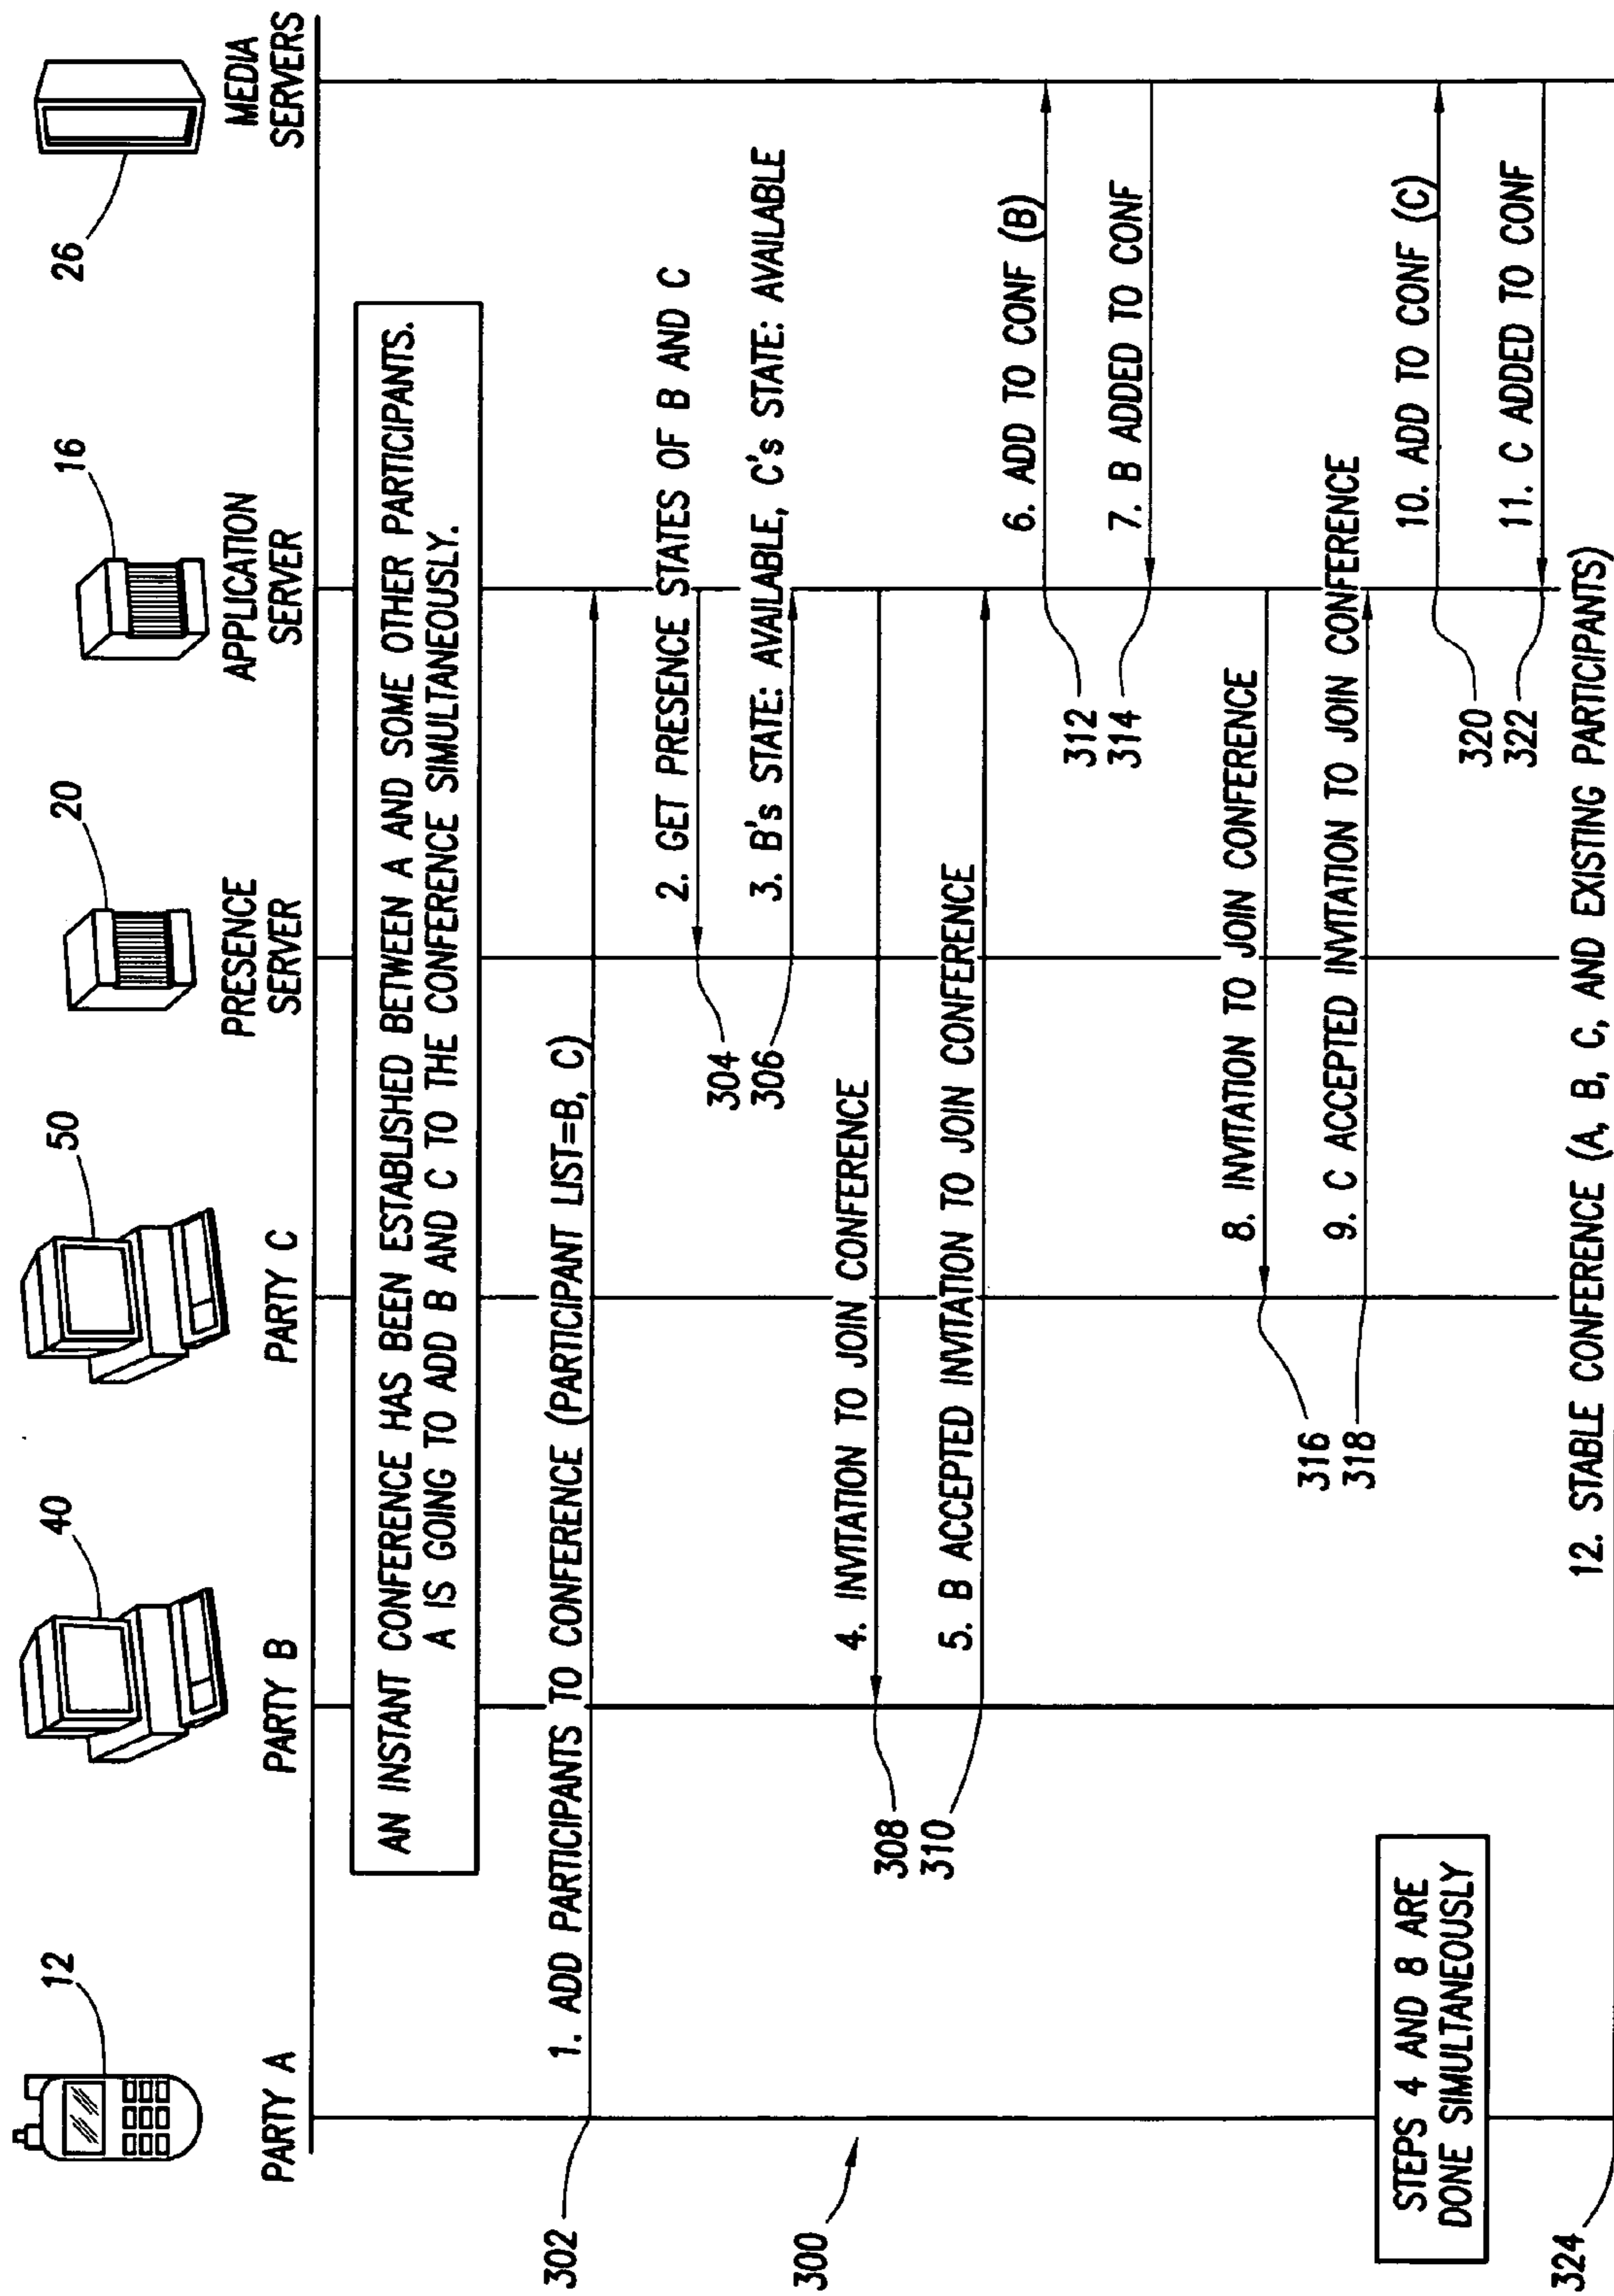 12
40
50
20
16
26
PARTY A
PARTY B
PARTY C
PRESENCE
SERVER
APPLICATION
SERVER
MEDIA
SERVERS
AN INSTANT CONFERENCE HAS BEEN ESTABLISHED BETWEEN A AND SOME OTHER PARTICIPANTS.
A IS GOING TO ADD B AND C TO THE CONFERENCE SIMULTANEOUSLY.
302
1. ADD PARTICIPANTS TO CONFERENCE (PARTICIPANT LIST=B, C)
2. GET PRESENCE STATES OF B AND C
304
3. B's STATE: AVAILABLE, C's STATE: AVAILABLE
306
300
4. INVITATION TO JOIN CONFERENCE
308
5. B ACCEPTED INVITATION TO JOIN CONFERENCE
310
6. ADD TO CONF (B)
312
7. B ADDED TO CONF
314
8. INVITATION TO JOIN CONFERENCE
316
9. C ACCEPTED INVITATION TO JOIN CONFERENCE
318
10. ADD TO CONF (C)
320
11. C ADDED TO CONF
322
STEPS 4 AND 8 ARE
DONE SIMULTANEOUSLY
12. STABLE CONFERENCE (A, B, C, AND EXISTING PARTICIPANTS)
324